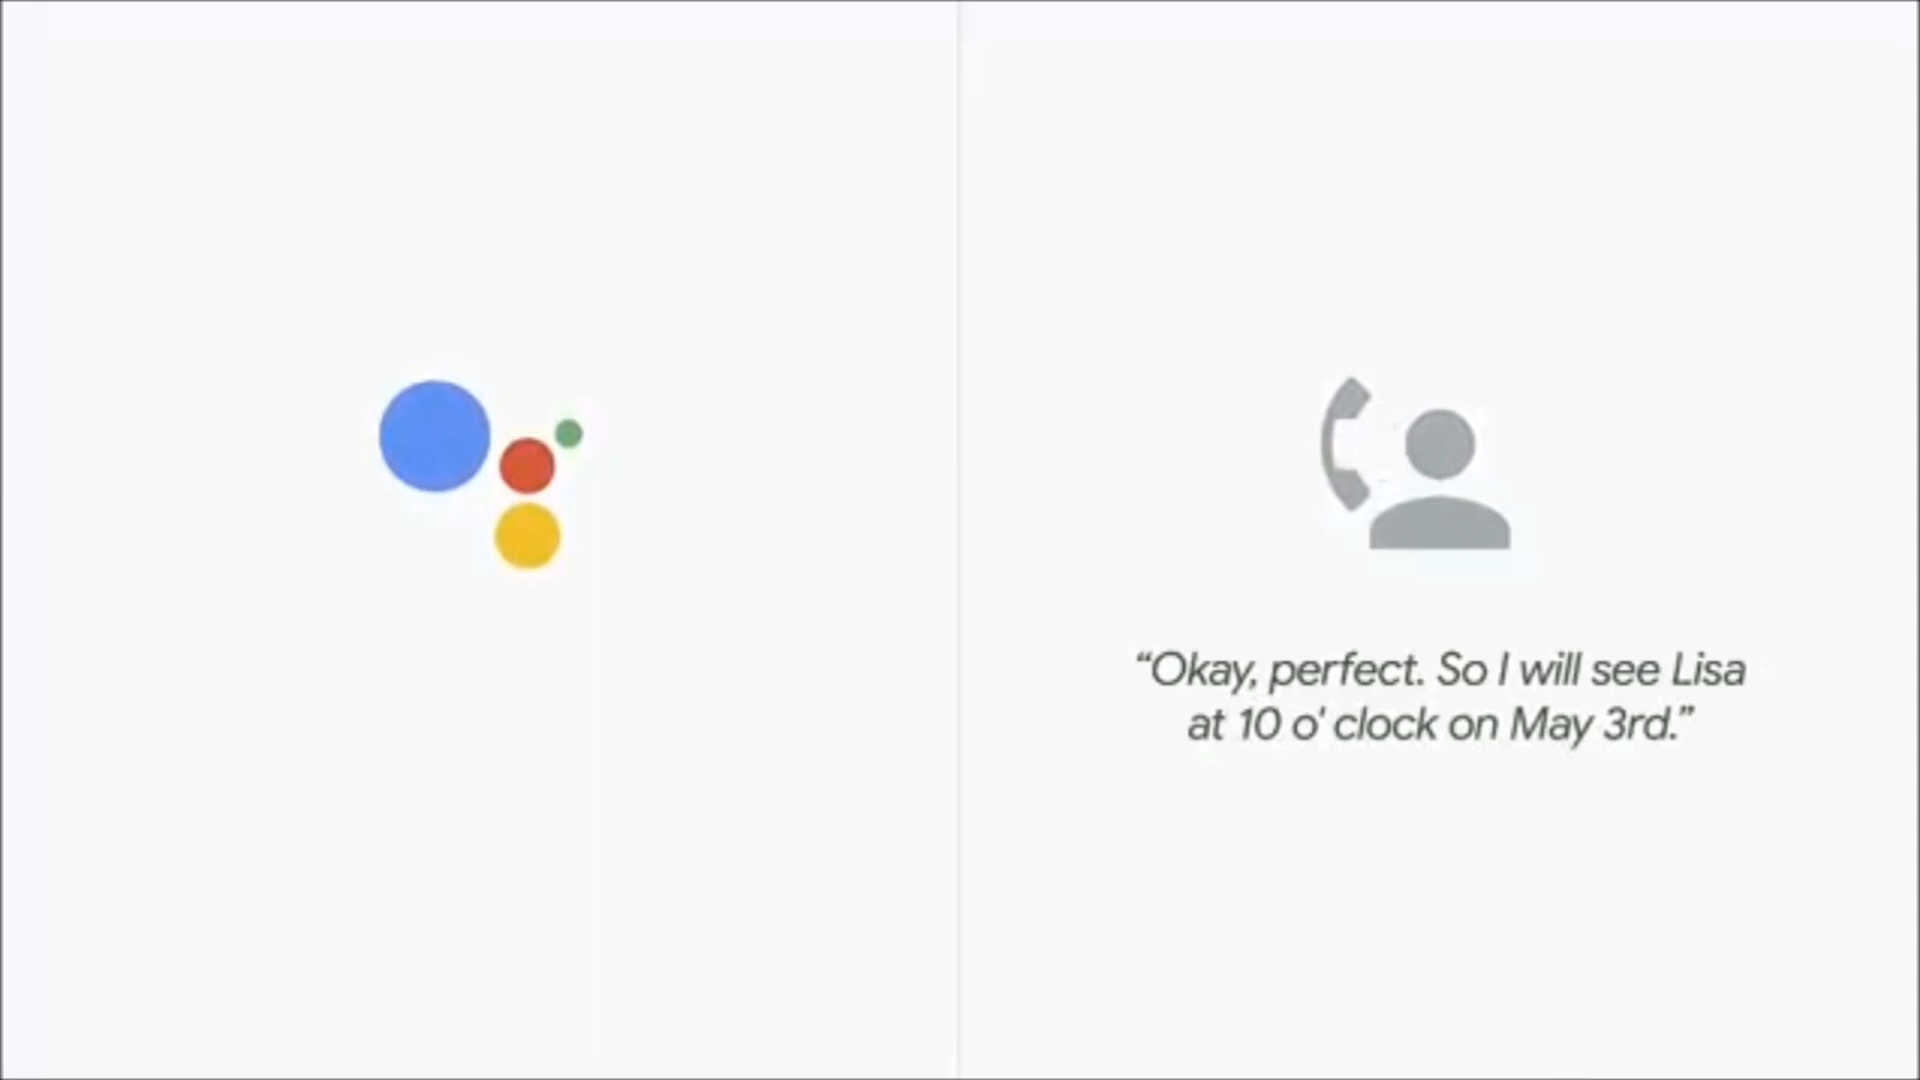 “Okay, perfect. So I will see Lisa
at 10 o' clock on May 3rd.”